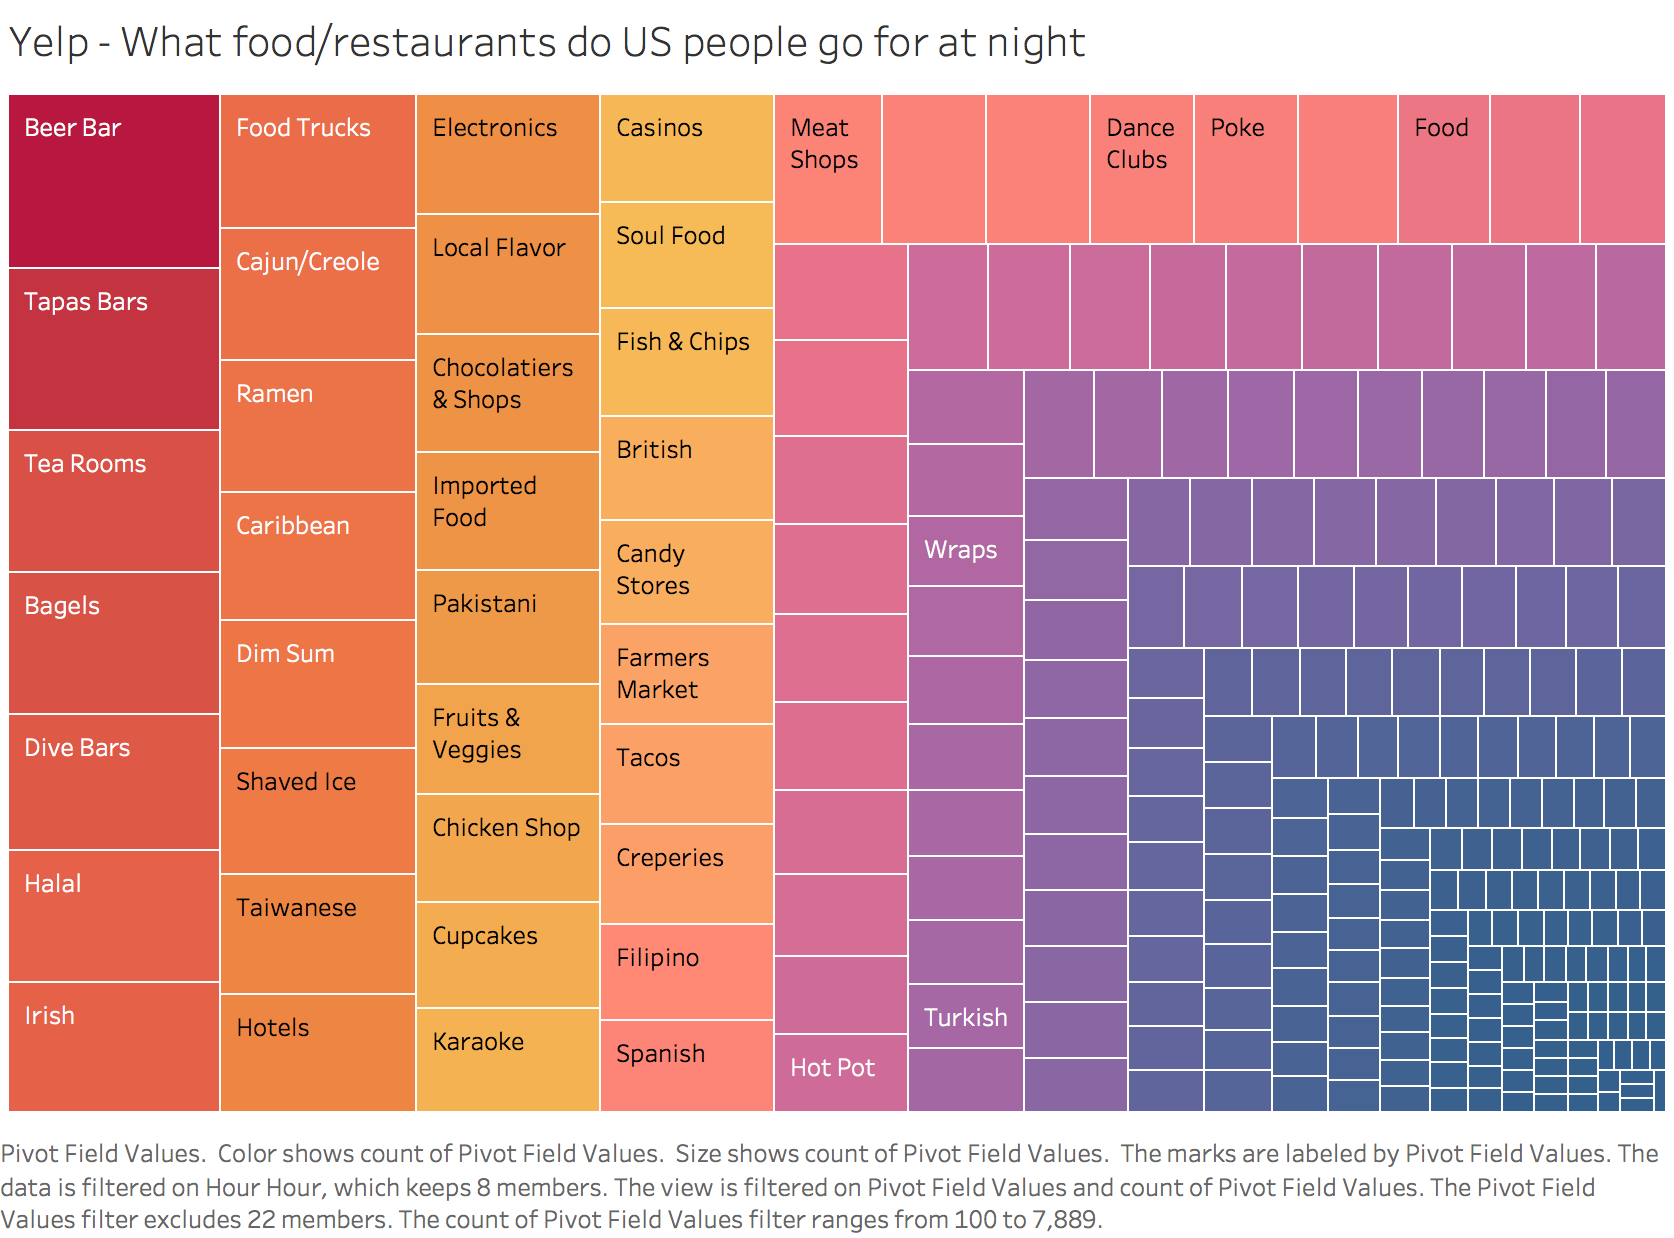 Yelp - What food/restaurants do US people go for at night
Beer Bar
Tapas Bars
Tea Rooms
Bagels
Dive Bars
Halal
Irish
Food Trucks
Cajun/Creole
Ramen
Caribbean
Dim Sum
Shaved Ice
Taiwanese
Hotels
Electronics
Local Flavor
Chocolatiers
& Shops
Imported
Food
Pakistani
Fruits &
Veggies
Chicken Shop
Cupcakes
Karaoke
Casinos
Soul Food
Fish & Chips
British
Candy
Stores
Farmers
Market
Tacos
Creperies
Filipino
Spanish
Meat
Shops
Dance
Clubs
Poke
Food
Hot Pot
Wraps
Turkish
Pivot Field Values.  Color shows count of Pivot Field Values.  Size shows count of Pivot Field Values.  The marks are labeled by Pivot Field Values. The
data is filtered on Hour Hour, which keeps 8 members. The view is filtered on Pivot Field Values and count of Pivot Field Values. The Pivot Field
Values filter excludes 22 members. The count of Pivot Field Values filter ranges from 100 to 7,889.